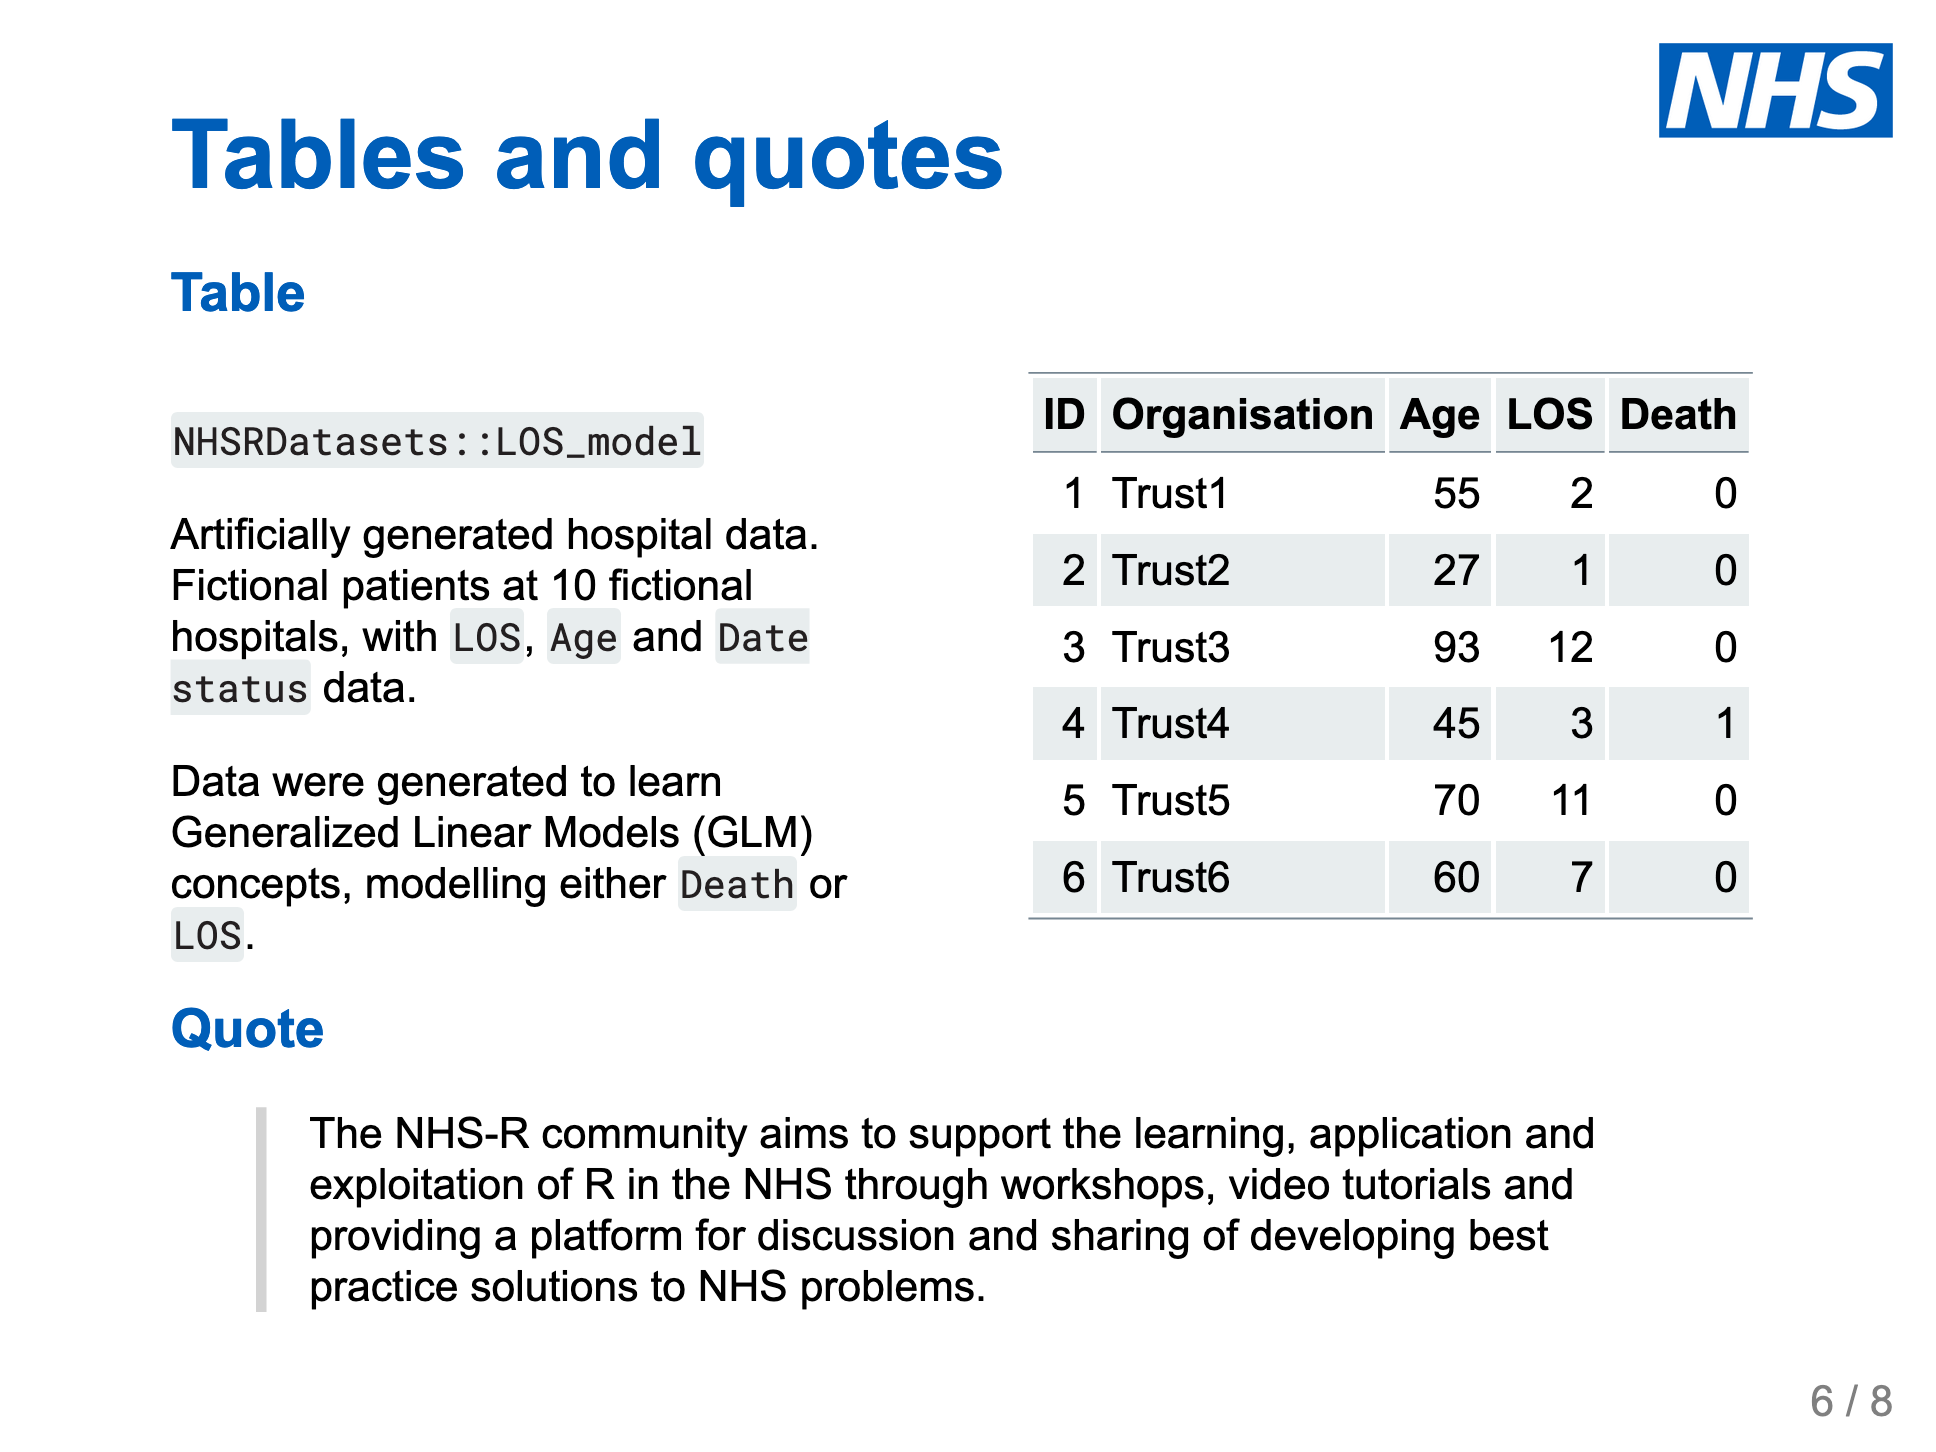 NHS
Tables and quotes
Table
NHSRDatasets::LOS_model
Artificially generated hospital data.
Fictional patients at 10 fictional
hospitals, with LOS, Age and Date
status data.
Data were generated to learn
Generalized Linear Models (GLM)
concepts, modelling either Death or
LOS.
ID Organisation Age LOS Death
1 Trust1 55 2 0
2 Trust2 27 1 0
3 Trust3 93 12 0
4 Trust4 45 3 1
5 Trust5 70 11 0
6 Trust6 60 7 0
Quote
The NHS-R community aims to support the learning, application and
exploitation of R in the NHS through workshops, video tutorials and
providing a platform for discussion and sharing of developing best
practice solutions to NHS problems.
6 / 8